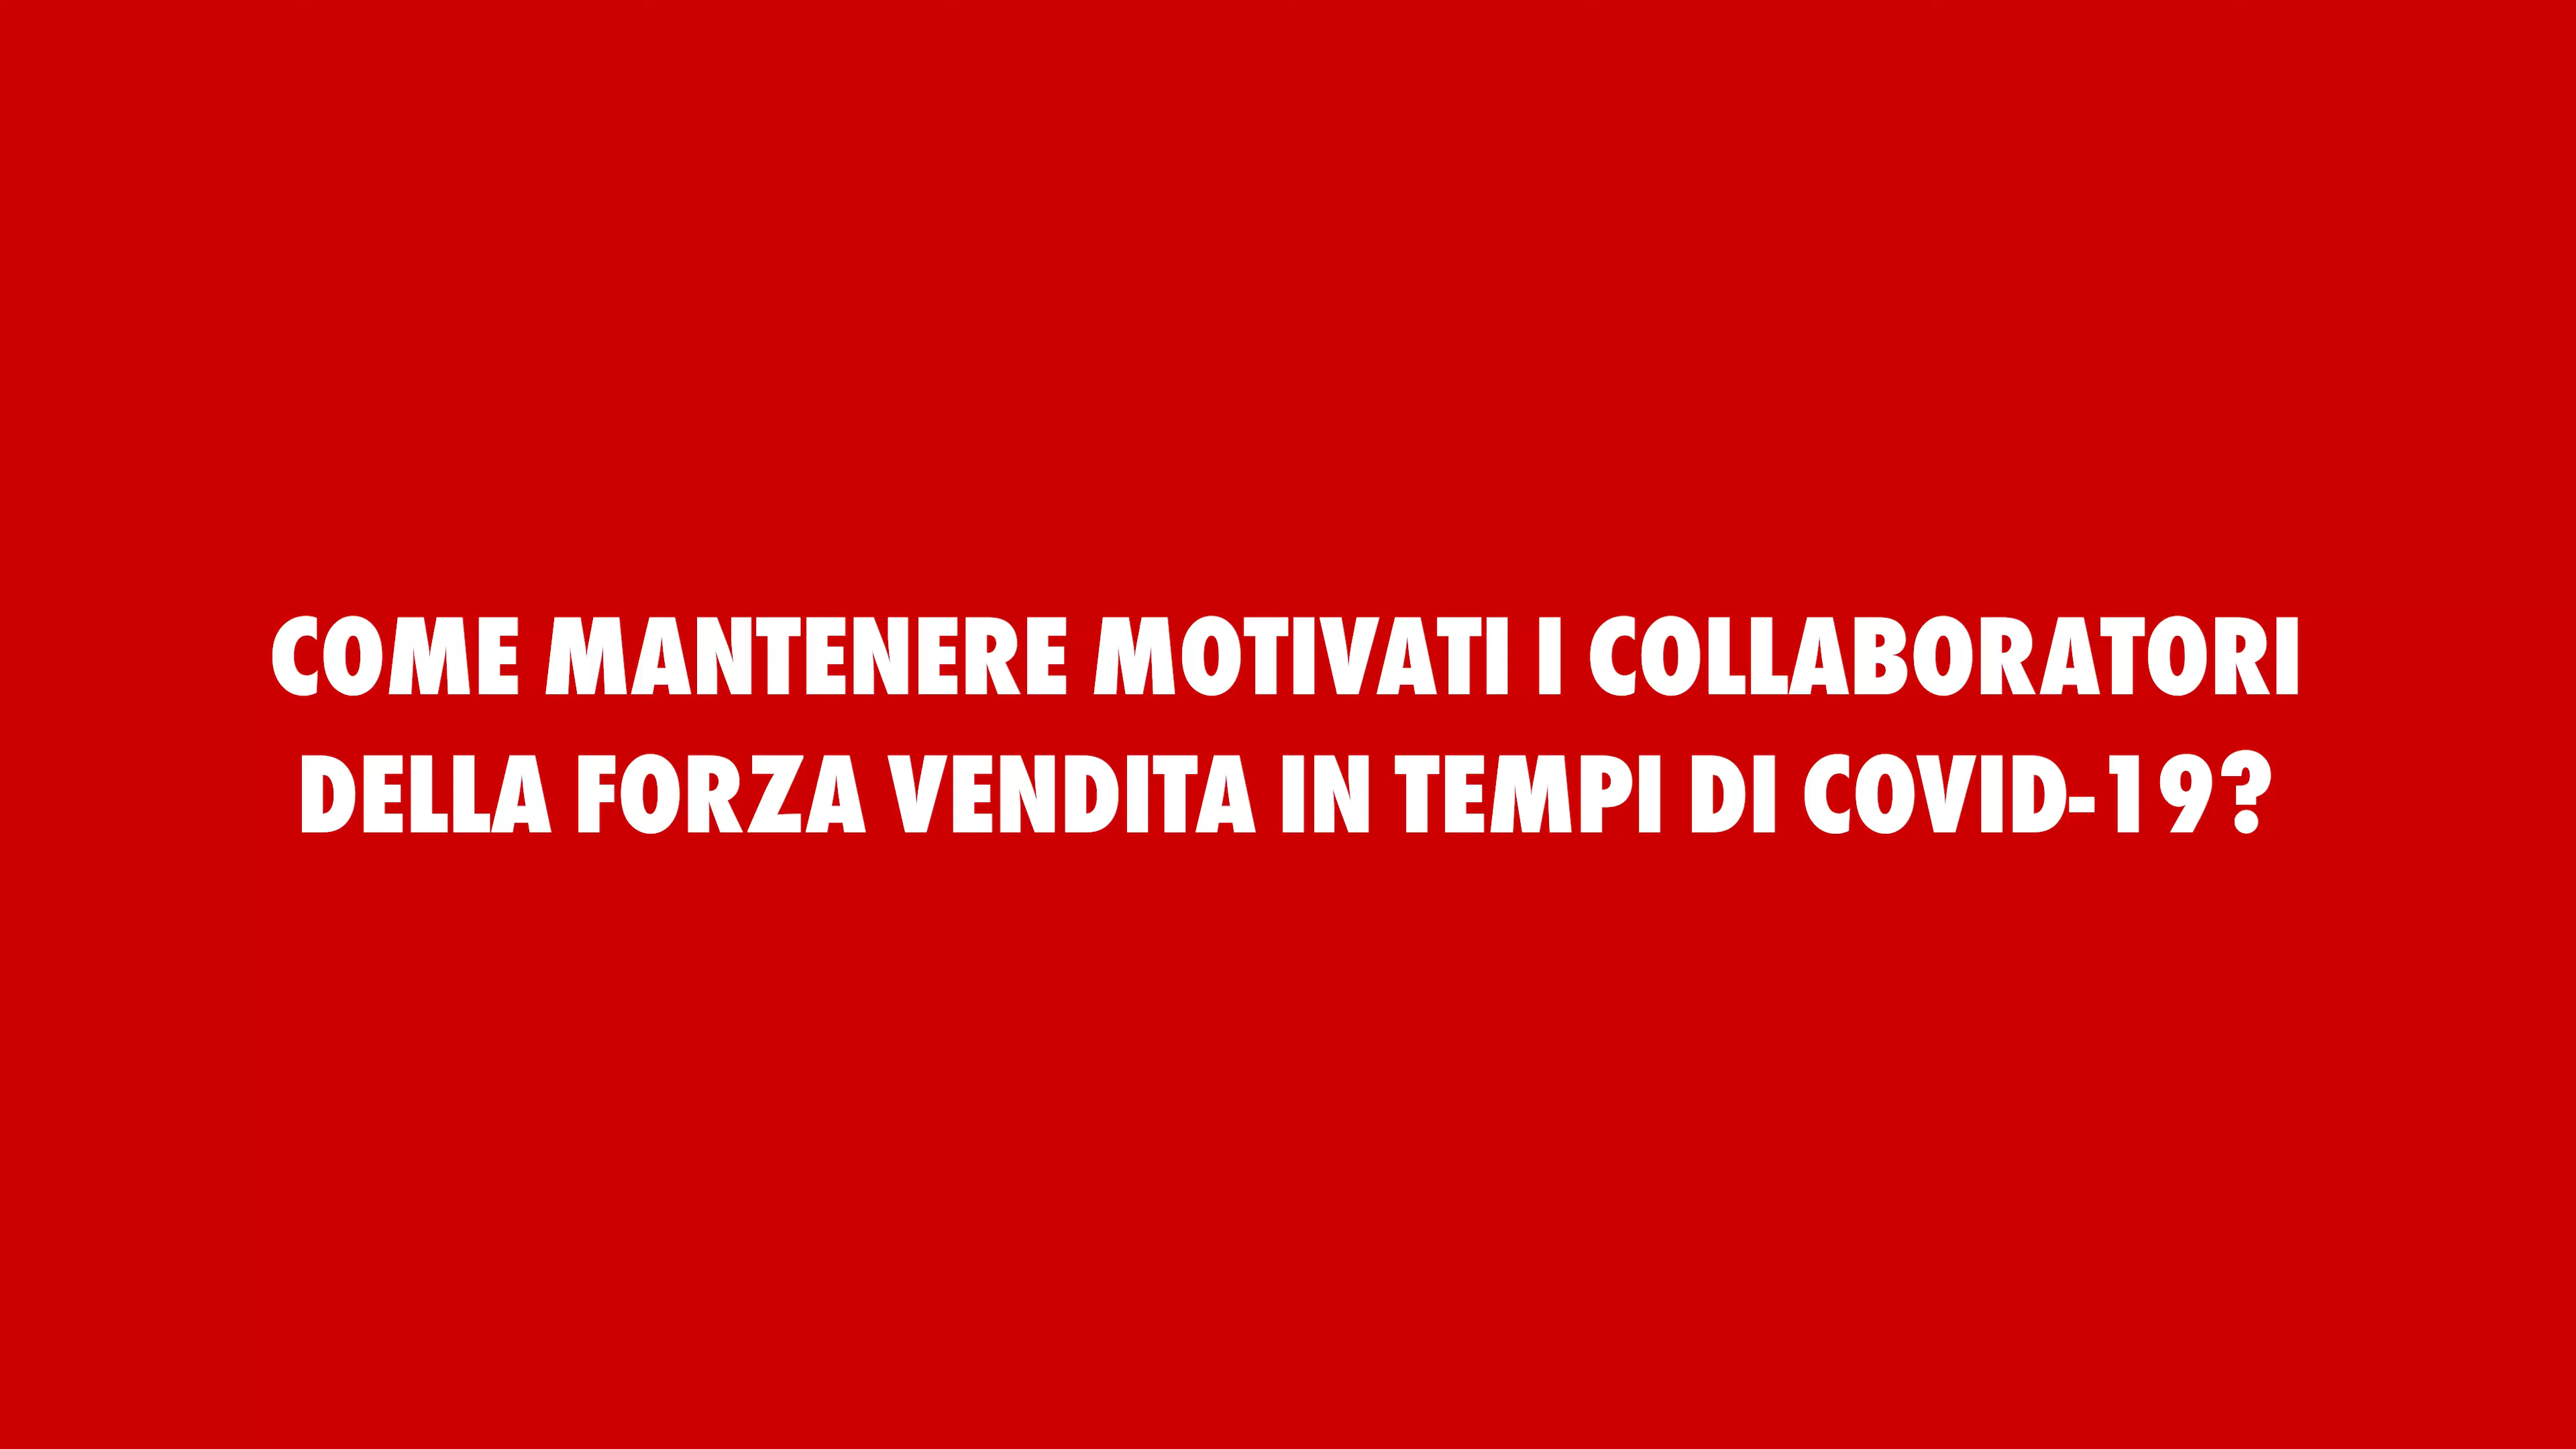 COME MANTENERE MOTIVATI I COLLABORATORI
DELLA FORZA VENDITA IN TEMPI DI COVID-19?